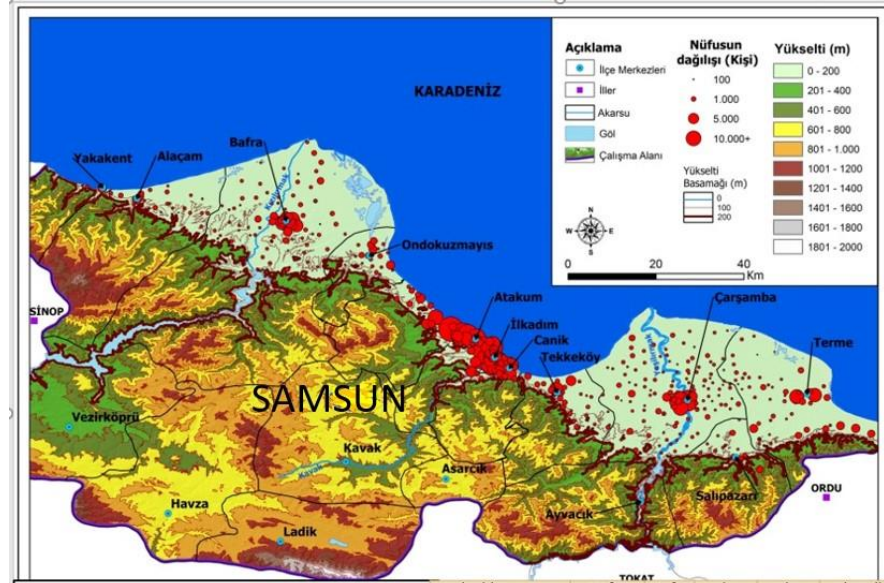 KARADENİZ
Açıklama
İlçe Merkezleri
İller
Akarsu
Göl
Çalışma Alanı
Nüfusun
dağılışı (Kişi)
100
1.000
5.000
10.000+
Yükselti
Basamağı (m)
0
100
200
Yükselti (m)
0 - 200
201 - 400
401 - 600
601 - 800
801 - 1.000
1001 - 1200
1201 - 1400
1401 - 1600
1601 - 1800
1801 - 2000
N
W
E
S
0 20 40
Km
Yakakent
Alaçam
Bafra
Kızılırmak
Ondokuzmayıs
SİNOP
Atakum
İlkadım
Canik
Tekkeköy
Çarşamba
Yeşilırmak
Terme
SAMSUN
Vezirköprü
Kavak
Kavak
Asarcık
Havza
Ladik
Ayvacık
Salıpazarı
ORDU
TOKAT